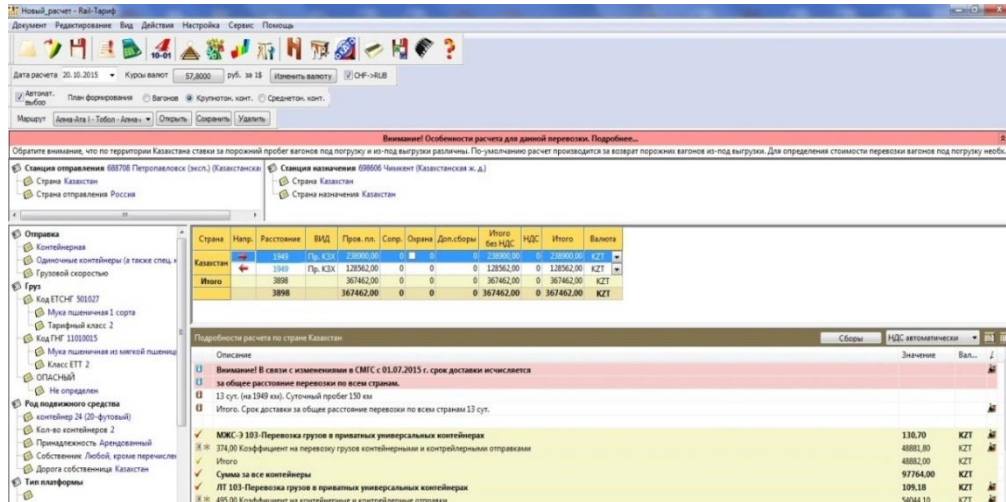 Новый_расчет - Rail-Тариф
Документ Редактирование Вид Действия Настройка Сервис Помощь
10-01
Дата расчета 20.10.2015 Курсы валют 57,8000 руб. за 1$ Изменить валюту CHF->RUB
Автомат. выбор План формирования Вагонов Крупнотон. конт. Среднетон. конт.
Маршрут Алма-Ата I - Тобол - Алма- Открыть Сохранить Удалить
Внимание! Особенности расчета для данной перевозки. Подробнее...
Обратите внимание, что по территории Казахстана ставки за порожний пробег вагонов под погрузку и из-под выгрузки различны. По-умолчанию расчет производится за возврат порожних вагонов из-под выгрузки. Для определения стоимости перевозки вагонов под погрузку необх
Станция отправления 688708 Петропавловск (эксп.) (Казахстанска
Страна Казахстан
Страна отправления Россия
Станция назначения 698606 Чимкент (Казахстанская ж. д.)
Страна Казахстан
Страна назначения Казахстан
Отправка
Контейнерная
Одиночные контейнеры (а также спец. к
Грузовой скоростью
Груз
Код ЕТСНГ 501027
Мука пшеничная 1 сорта
Тарифный класс 2
Код ГНГ 11010015
Мука пшеничная из мягкой пшениц
Класс ЕТТ 2
ОПАСНЫЙ
Не определен
Род подвижного средства
контейнер 24 (20-футовый)
Кол-во контейнеров 2
Принадлежность Арендованный
Собственник Любой, кроме перечислен
Дорога собственница Казахстан
Тип платформы
Страна Напр. Расстояние ВИД Пров. пл. Сопр. Охрана Доп.сборы Итого без НДС НДС Итого Валюта
Казахстан 1949 Пр. КЗХ 238900,00 0 0 0 238900,00 0 238900,00 KZT
1949 Пр. КЗХ 128562,00 0 0 0 128562,00 0 128562,00 KZT
Итого 3898 367462,00 0 0 0 367462,00 0 367462,00 KZT
3898 367462,00 0 0 0 367462,00 0 367462,00 KZT
Подробности расчета по стране Казахстан Сборы НДС автоматически
Описание Значение Вал...
Внимание! В связи с изменениями в СМГС с 01.07.2015 г. срок доставки исчисляется
за общее расстояние перевозки по всем странам.
13 сут. (на 1949 км). Суточный пробег 150 км
Итого. Срок доставки за общее расстояние перевозки по всем странам 13 сут.
МЖС-Э 103-Перевозка грузов в приватных универсальных контейнерах 130,70 KZT
374,00 Коэффициент на перевозку грузов контейнерными и контрейлерными отправками 48881,80 KZT
Итого 48882,00 KZT
Сумма за все контейнеры 97764,00 KZT
ЛТ 103-Перевозка грузов в приватных универсальных контейнерах 109,18 KZT
495,00 Коэффициент на контейнерные и контрейлерные отправки 54044,10 KZT